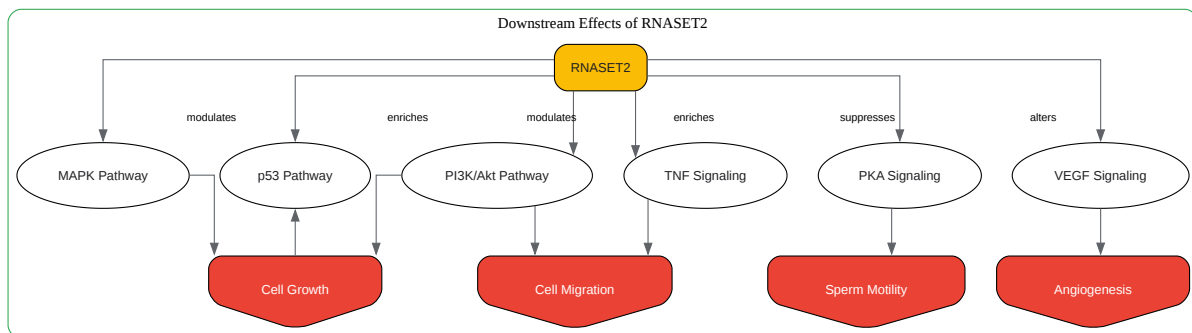 Downstream Effects of RNASET2
RNASET2
modulates
enriches
modulates
enriches
suppresses
alters
MAPK Pathway
p53 Pathway
PI3K/Akt Pathway
TNF Signaling
PKA Signaling
VEGF Signaling
Cell Growth
Cell Migration
Sperm Motility
Angiogenesis